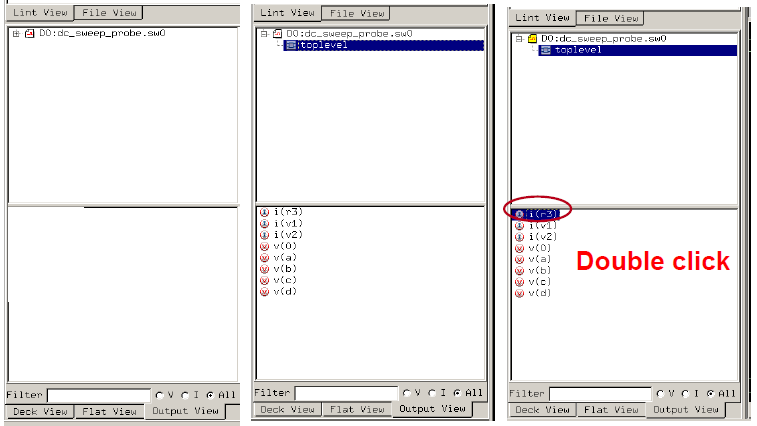 Lint View File View
D0:dc_sweep_probe.sw0
Filter V I All
Deck View Flat View Output View
Lint View File View
D0:dc_sweep_probe.sw0
toplevel
i(r3)
i(v1)
i(v2)
v(0)
v(a)
v(b)
v(c)
v(d)
Filter V I All
Deck View Flat View Output View
Lint View File View
D0:dc_sweep_probe.sw0
toplevel
i(r3)
i(v1)
i(v2)
v(0)
v(a)
v(b)
v(c)
v(d)
Double click
Filter V I All
Deck View Flat View Output View